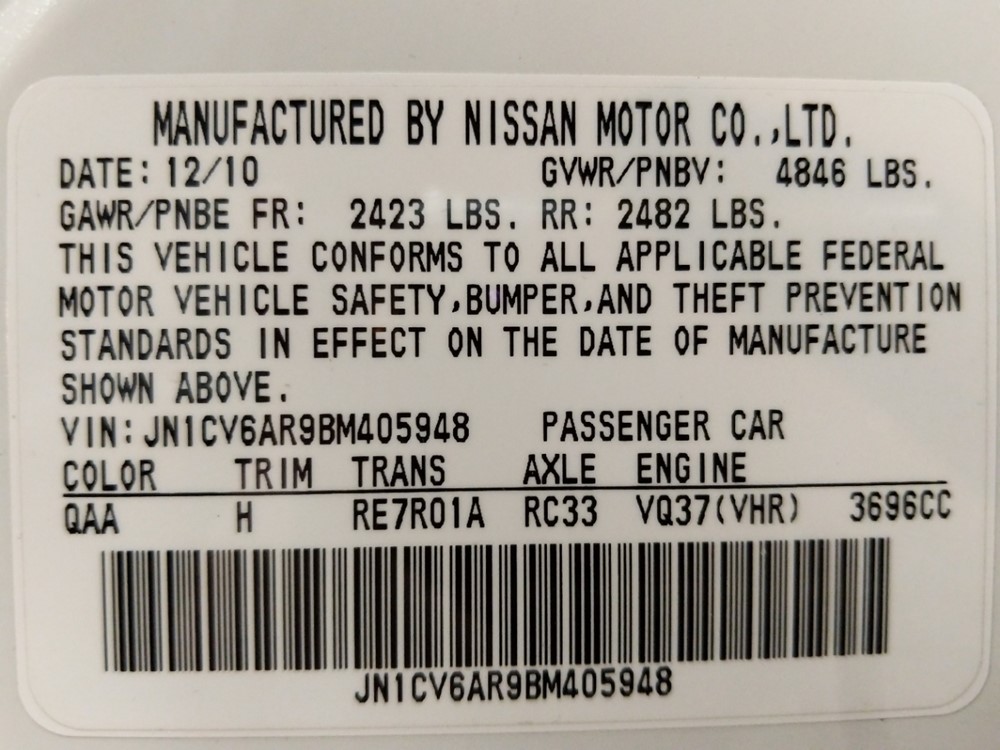 MANUFACTURED BY NISSAN MOTOR CO.,LTD.
DATE: 12/10 GVWR/PNBV: 4846 LBS.
GAWR/PNBE FR: 2423 LBS. RR: 2482 LBS.
THIS VEHICLE CONFORMS TO ALL APPLICABLE FEDERAL
MOTOR VEHICLE SAFETY,BUMPER,AND THEFT PREVENTION
STANDARDS IN EFFECT ON THE DATE OF MANUFACTURE
SHOWN ABOVE.
VIN: JN1CV6AR9BM405948 PASSENGER CAR
COLOR TRIM TRANS AXLE ENGINE
QAA H RE7R01A RC33 VQ37(VHR) 3696CC
JN1CV6AR9BM405948